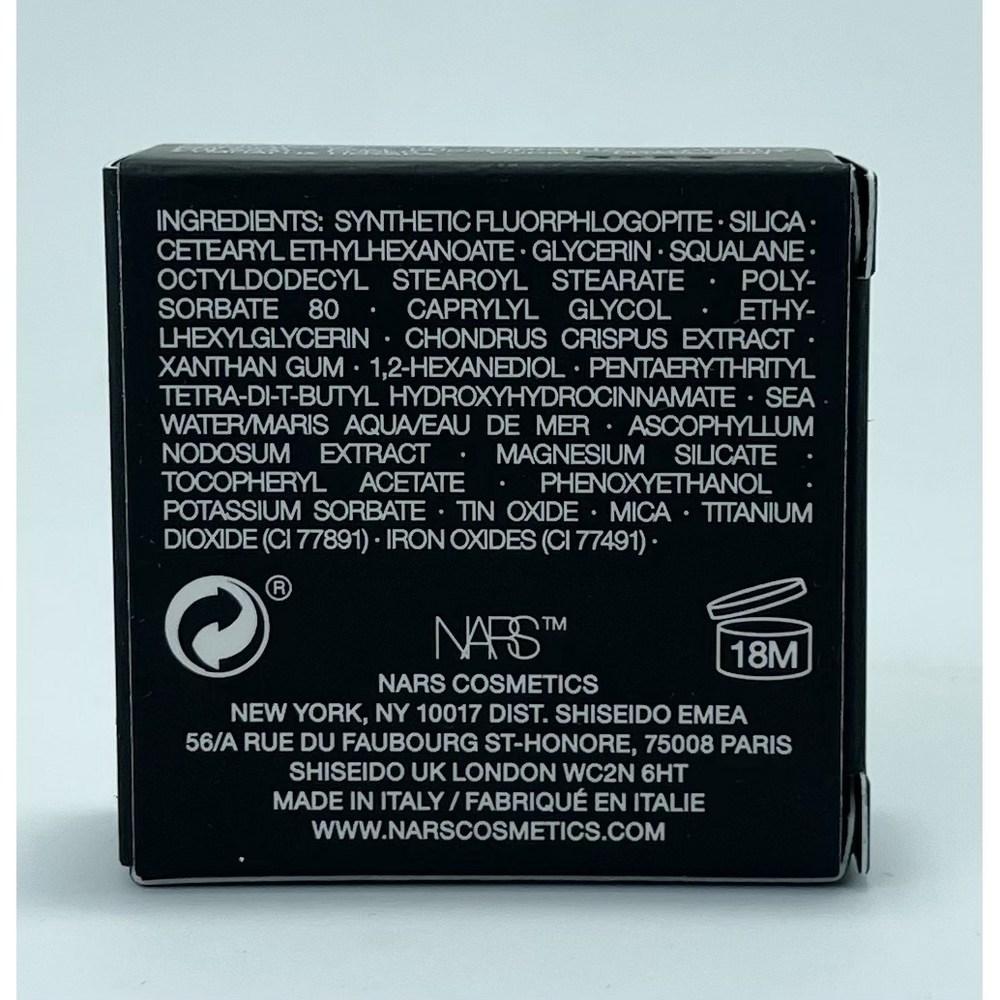 INGREDIENTS: SYNTHETIC FLUORPHLOGOPITE · SILICA ·
CETEARYL ETHYLHEXANOATE · GLYCERIN · SQUALANE ·
OCTYLDODECYL STEAROYL STEARATE · POLY-
SORBATE 80 · CAPRYLYL GLYCOL · ETHY-
LHEXYLGLYCERIN · CHONDRUS CRISPUS EXTRACT ·
XANTHAN GUM · 1,2-HEXANEDIOL · PENTAERYTHRITYL
TETRA-DI-T-BUTYL HYDROXYHYDROCINNAMATE · SEA
WATER/MARIS AQUA/EAU DE MER · ASCOPHYLLUM
NODOSUM EXTRACT · MAGNESIUM SILICATE ·
TOCOPHERYL ACETATE · PHENOXYETHANOL ·
POTASSIUM SORBATE · TIN OXIDE · MICA · TITANIUM
DIOXIDE (CI 77891) · IRON OXIDES (CI 77491) ·
®
NARS™
18M
NARS COSMETICS
NEW YORK, NY 10017 DIST. SHISEIDO EMEA
56/A RUE DU FAUBOURG ST-HONORE, 75008 PARIS
SHISEIDO UK LONDON WC2N 6HT
MADE IN ITALY / FABRIQUÉ EN ITALIE
WWW.NARSCOSMETICS.COM